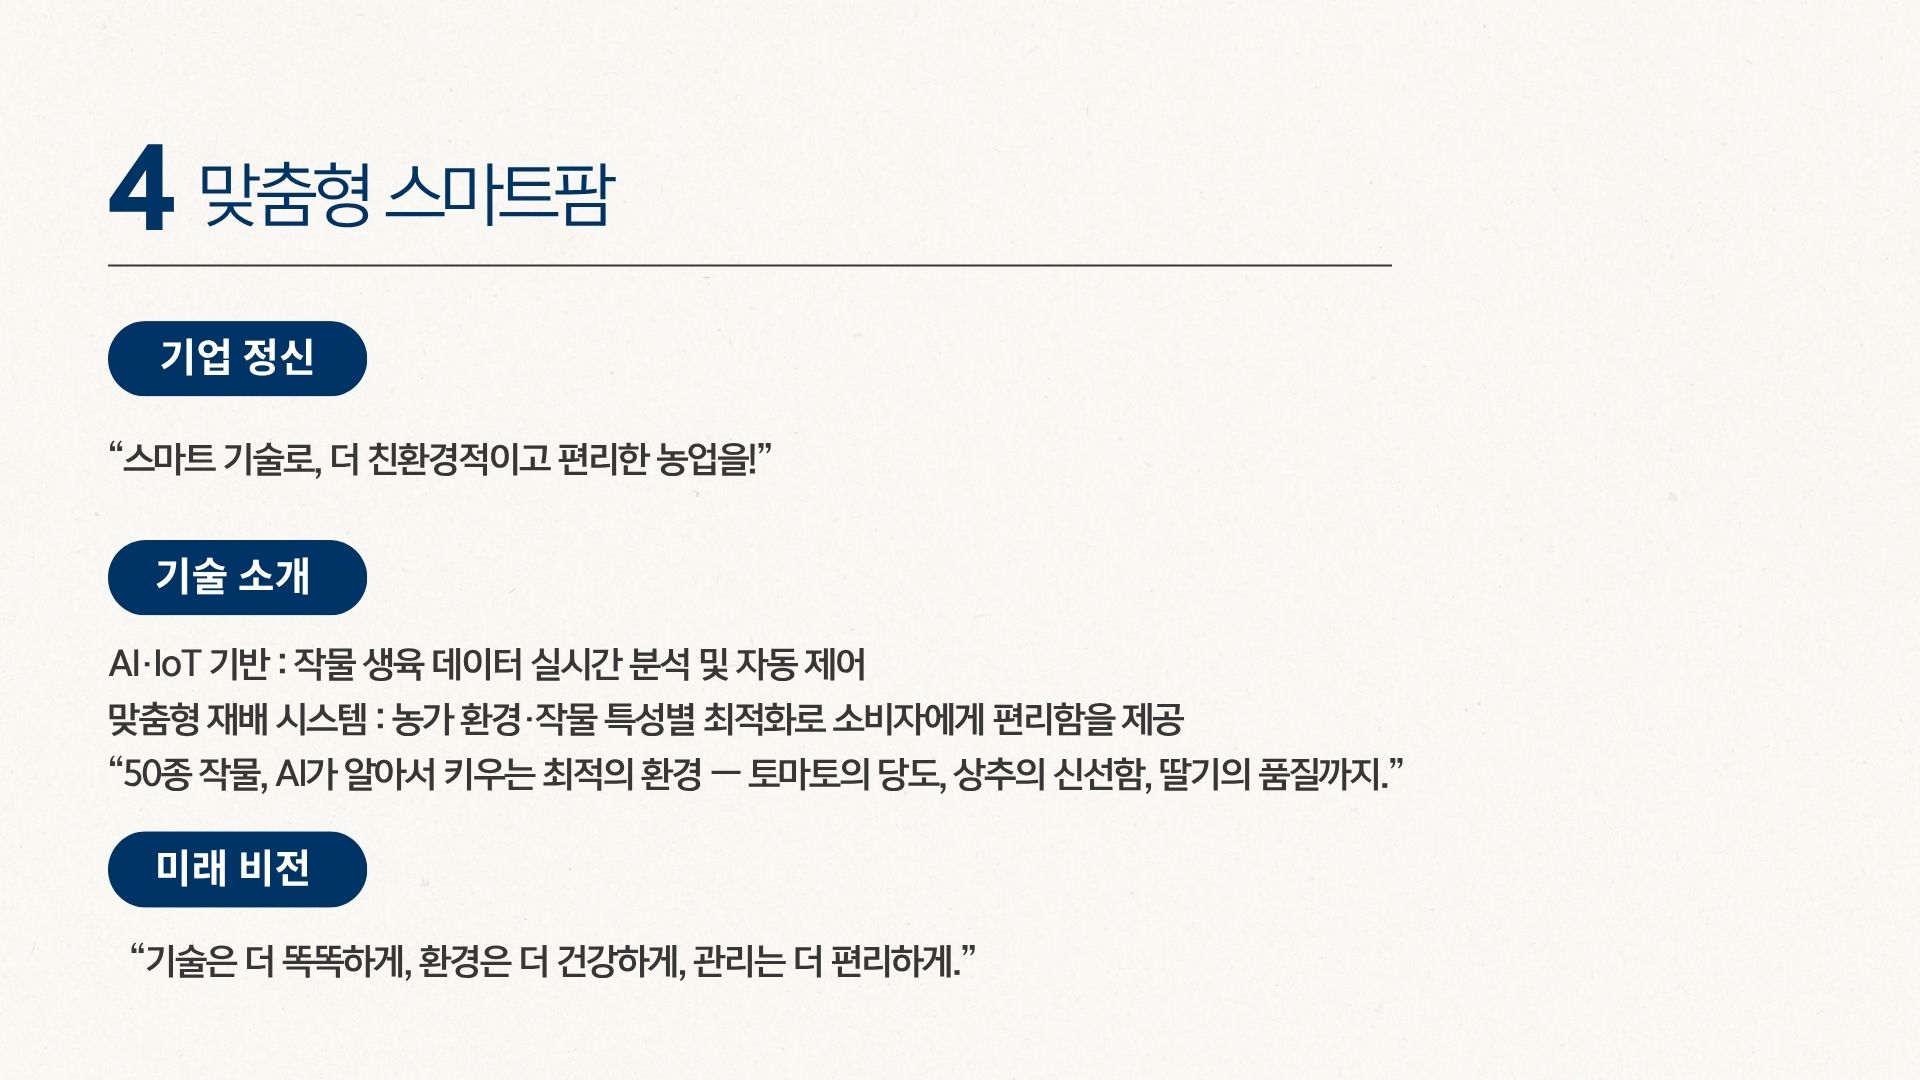 4 맞춤형 스마트팜
기업 정신
“스마트 기술로, 더 친환경적이고 편리한 농업을!”
기술 소개
AI·IoT 기반 : 작물 생육 데이터 실시간 분석 및 자동 제어
맞춤형 재배 시스템 : 농가 환경·작물 특성별 최적화로 소비자에게 편리함을 제공
“50종 작물, AI가 알아서 키우는 최적의 환경 — 토마토의 당도, 상추의 신선함, 딸기의 품질까지.”
미래 비전
“기술은 더 똑똑하게, 환경은 더 건강하게, 관리는 더 편리하게.”